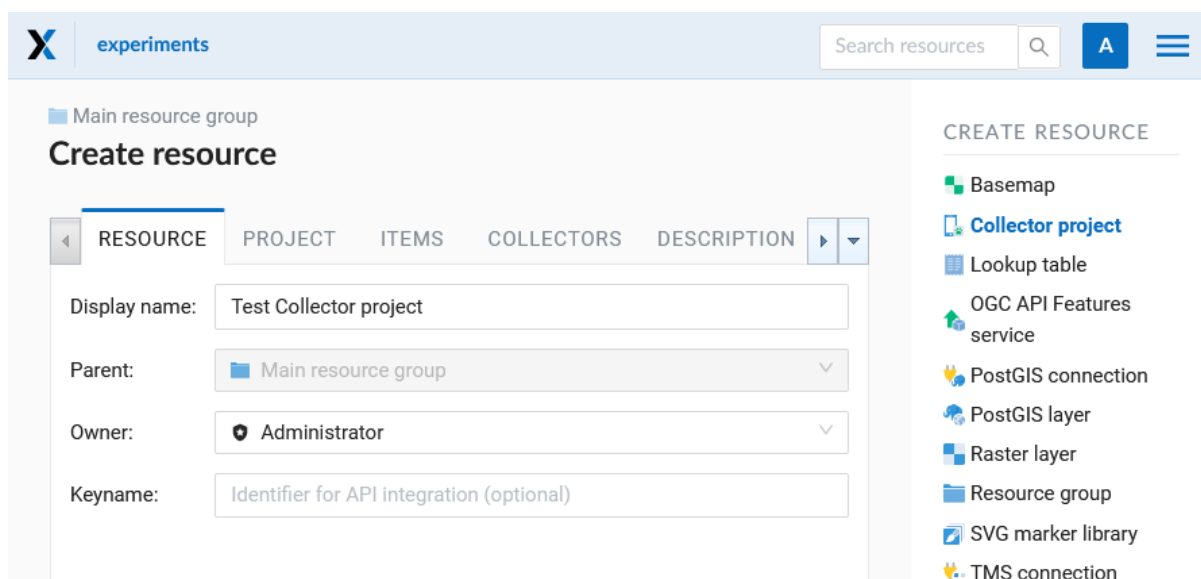 experiments
Search resources
A
Main resource group
Create resource
RESOURCE PROJECT ITEMS COLLECTORS DESCRIPTION
Display name: Test Collector project
Parent: Main resource group
Owner: Administrator
Keyname: Identifier for API integration (optional)
CREATE RESOURCE
Basemap
Collector project
Lookup table
OGC API Features
service
PostGIS connection
PostGIS layer
Raster layer
Resource group
SVG marker library
TMS connection